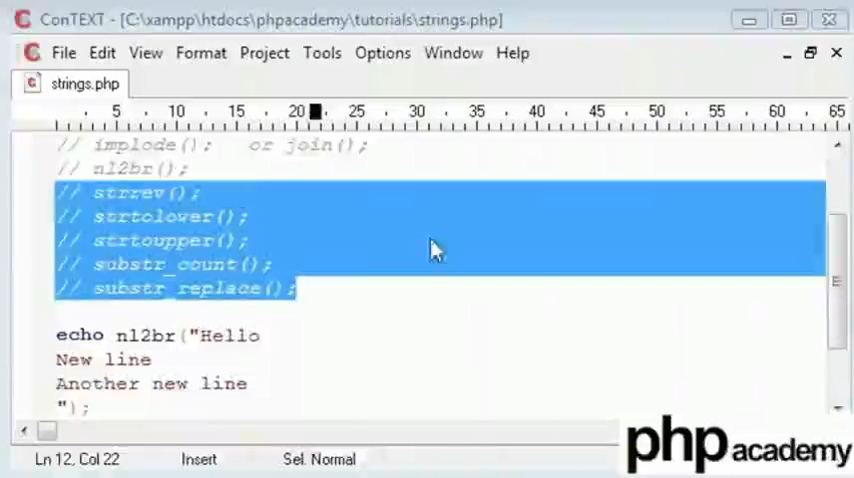 ConTEXT - [C:\xampp\htdocs\phpacademy\tutorials\strings.php]
File Edit View Format Project Tools Options Window Help
strings.php
5 10 15 20 25 30 35 40 45 50 55 60 65
// implode(); or join();
// nl2br();
// strrev();
// strtolower();
// strtoupper();
// substr_count();
// substr_replace();
echo nl2br("Hello
New line
Another new line
");
Ln 12, Col 22 Insert Sel. Normal
php academy